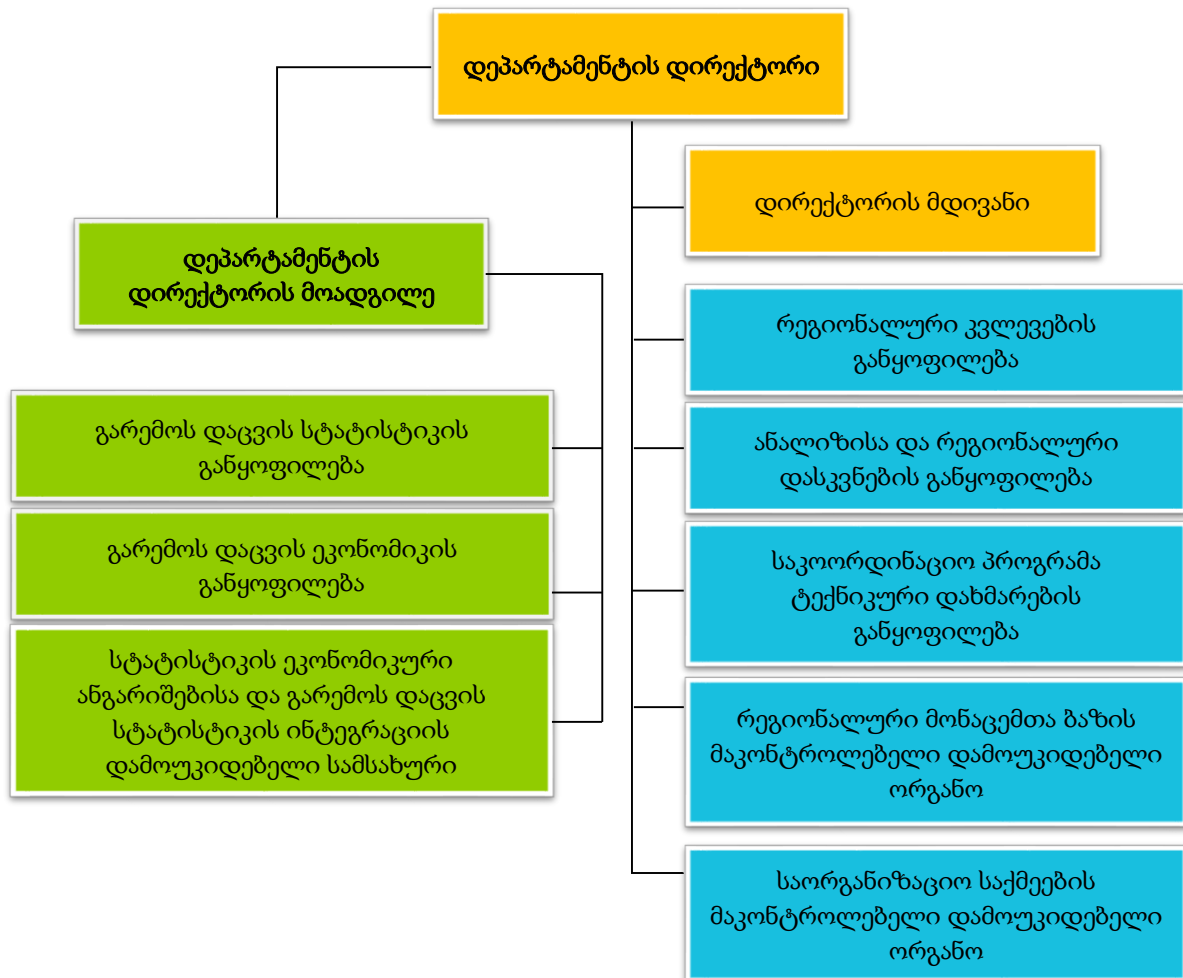 დეპარტამენტის დირექტორი
დირექტორის მდივანი
დეპარტამენტის
დირექტორის მოადგილე
რეგიონალური კვლევების
განყოფილება
გარემოს დაცვის სტატისტიკის
განყოფილება
ანალიზისა და რეგიონალური
დასკვნების განყოფილება
გარემოს დაცვის ეკონომიკის
განყოფილება
საკოორდინაციო პროგრამა
ტექნიკური დახმარების
განყოფილება
სტატისტიკის ეკონომიკური
ანგარიშებისა და გარემოს დაცვის
სტატისტიკის ინტეგრაციის
დამოუკიდებელი სამსახური
რეგიონალური მონაცემთა ბაზის
მაკონტროლებელი დამოუკიდებელი
ორგანო
საორგანიზაციო საქმეების
მაკონტროლებელი დამოუკიდებელი
ორგანო